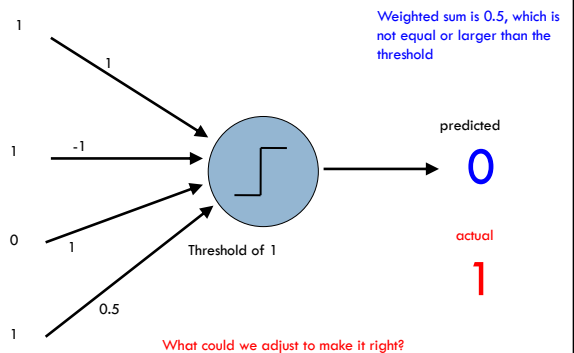 1
Weighted sum is 0.5, which is
not equal or larger than the
threshold
1
predicted
1
-1
0
0
1
Threshold of 1
actual
1
0.5
1
What could we adjust to make it right?